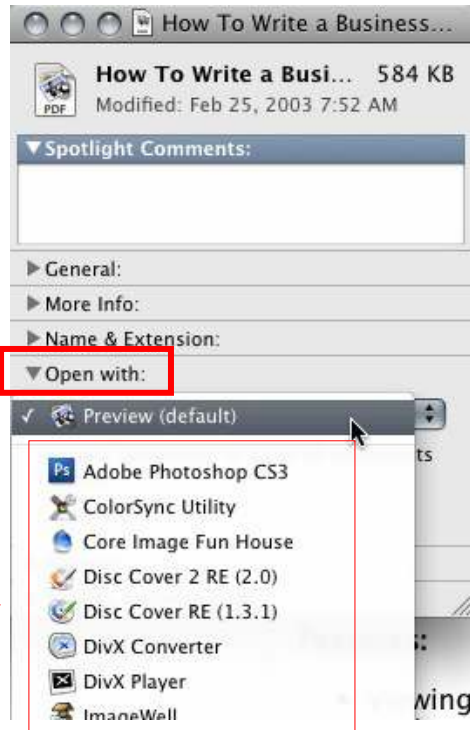 How To Write a Business...
How To Write a Busi... 584 KB
PDF
Modified: Feb 25, 2003 7:52 AM
▼Spotlight Comments:
▶General:
▶More Info:
▶Name & Extension:
▼Open with:
✓ Preview (default)
ts
Ps Adobe Photoshop CS3
ColorSync Utility
Core Image Fun House
Disc Cover 2 RE (2.0)
Disc Cover RE (1.3.1)
DivX Converter
DivX Player
ImageWell